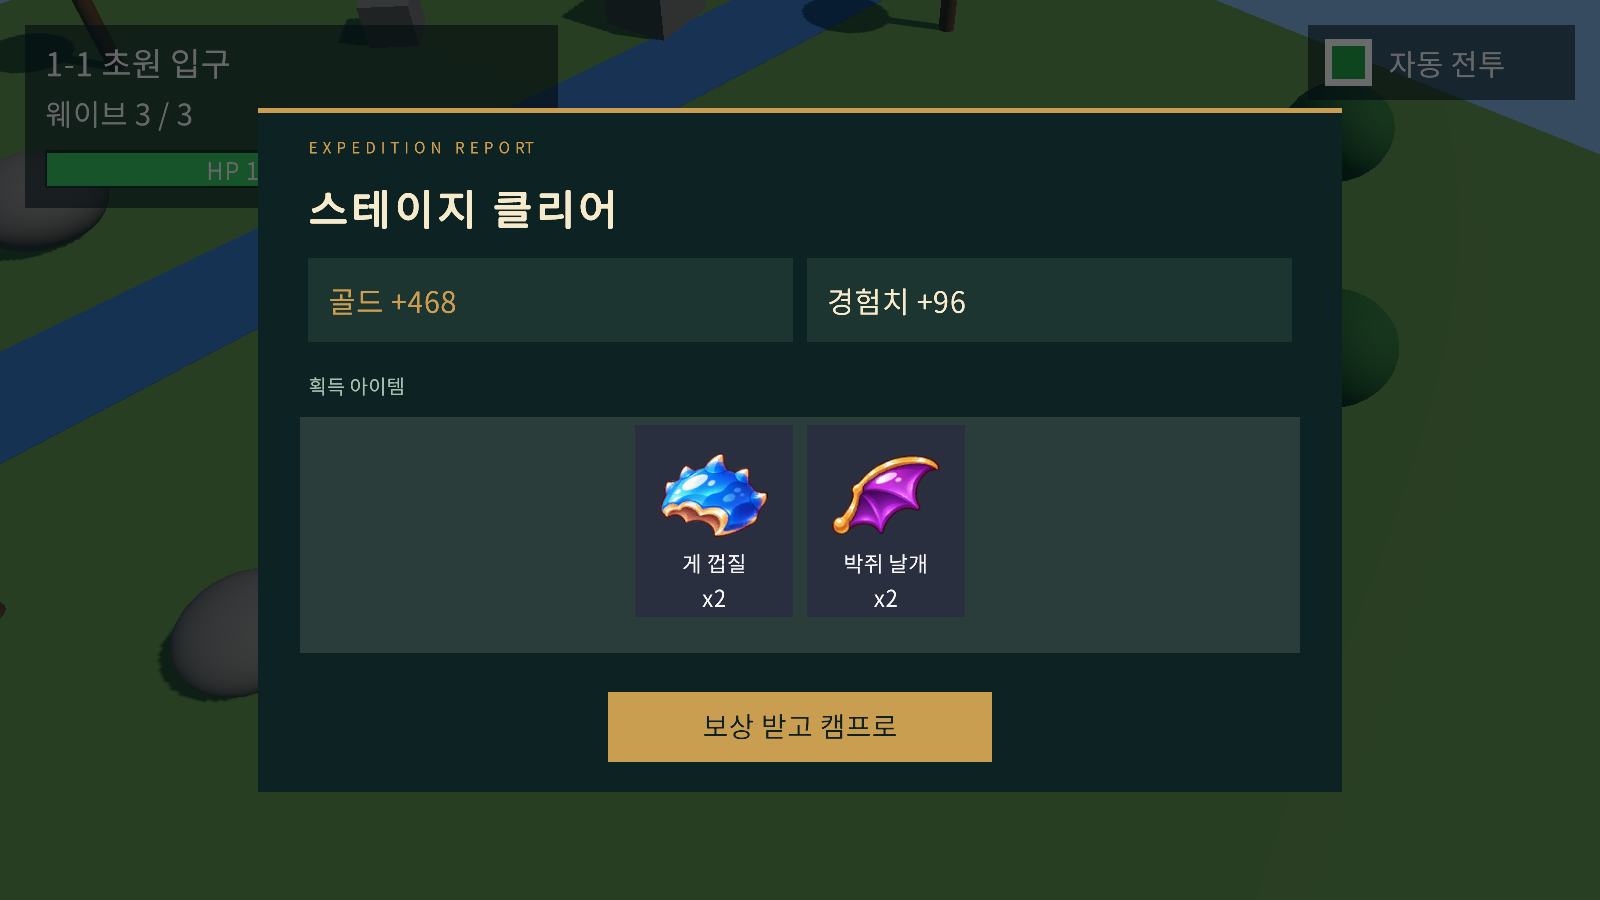 1-1 초원 입구
웨이브 3 / 3
HP 1
자동 전투
EXPEDITION REPORT
스테이지 클리어
골드 +468
경험치 +96
획득 아이템
게 껍질
x2
박쥐 날개
x2
보상 받고 캠프로